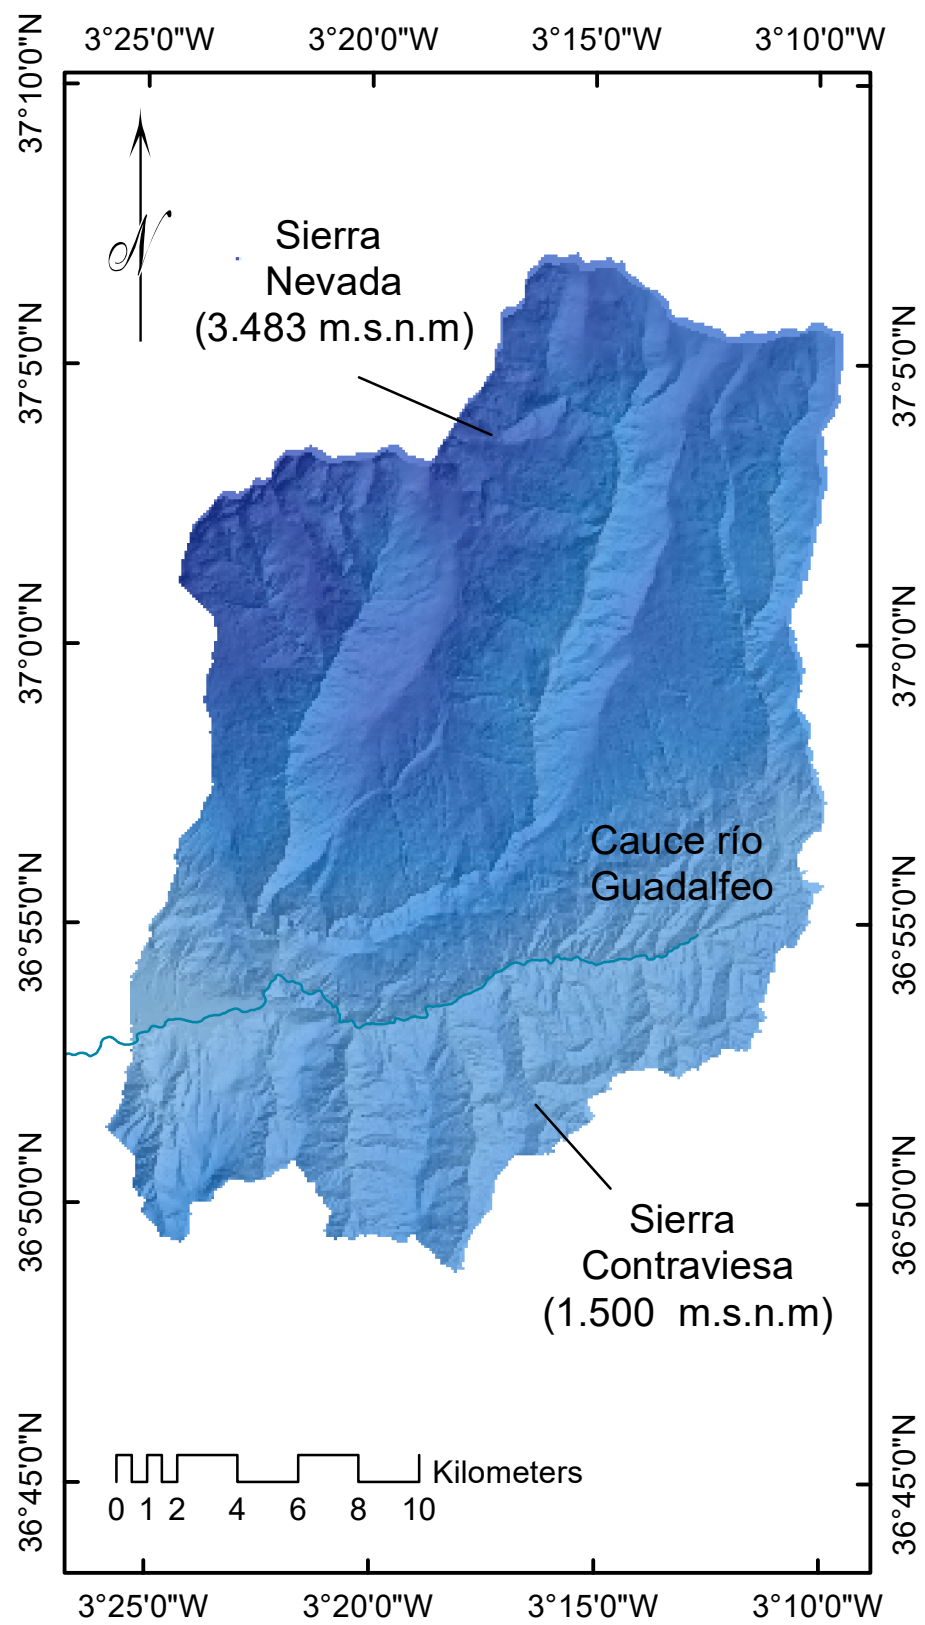 3°25'0"W 3°20'0"W 3°15'0"W 3°10'0"W
37°10'0"N
N
Sierra
Nevada
(3.483 m.s.n.m)
37°5'0"N 37°5'0"N
37°0'0"N 37°0'0"N
Cauce río
Guadalfeo
36°55'0"N 36°55'0"N
36°50'0"N 36°50'0"N
Sierra
Contraviesa
(1.500 m.s.n.m)
36°45'0"N 36°45'0"N
Kilometers
0 1 2 4 6 8 10
3°25'0"W 3°20'0"W 3°15'0"W 3°10'0"W